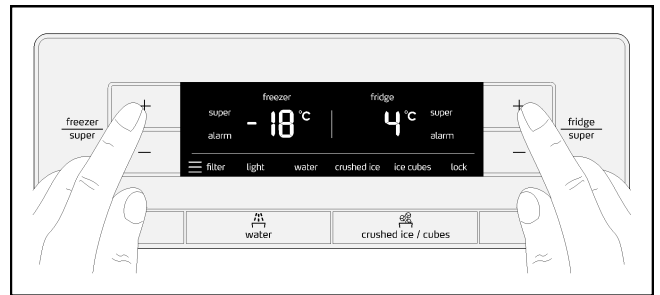 freezer
super
+
−
freezer
super
alarm
- 18 °C
fridge
4 °C
super
alarm
filter light water crushed ice ice cubes lock
+
−
fridge
super
water
crushed ice / cubes